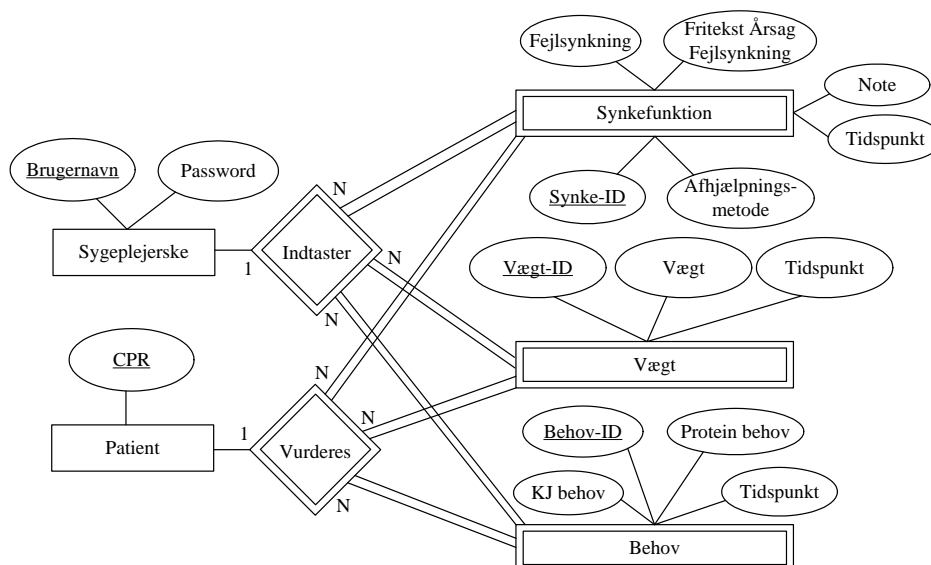 Fejlsynkning
Fritekst Årsag
Fejlsynkning
Note
Synkefunktion
Tidspunkt
Brugernavn
Password
N
Synke-ID
Afhjælpnings-
metode
Sygeplejerske
1
Indtaster
N
Vægt-ID
Vægt
Tidspunkt
N
CPR
Vægt
N
N
Patient
1
Vurderes
Behov-ID
Protein behov
KJ behov
Tidspunkt
N
Behov